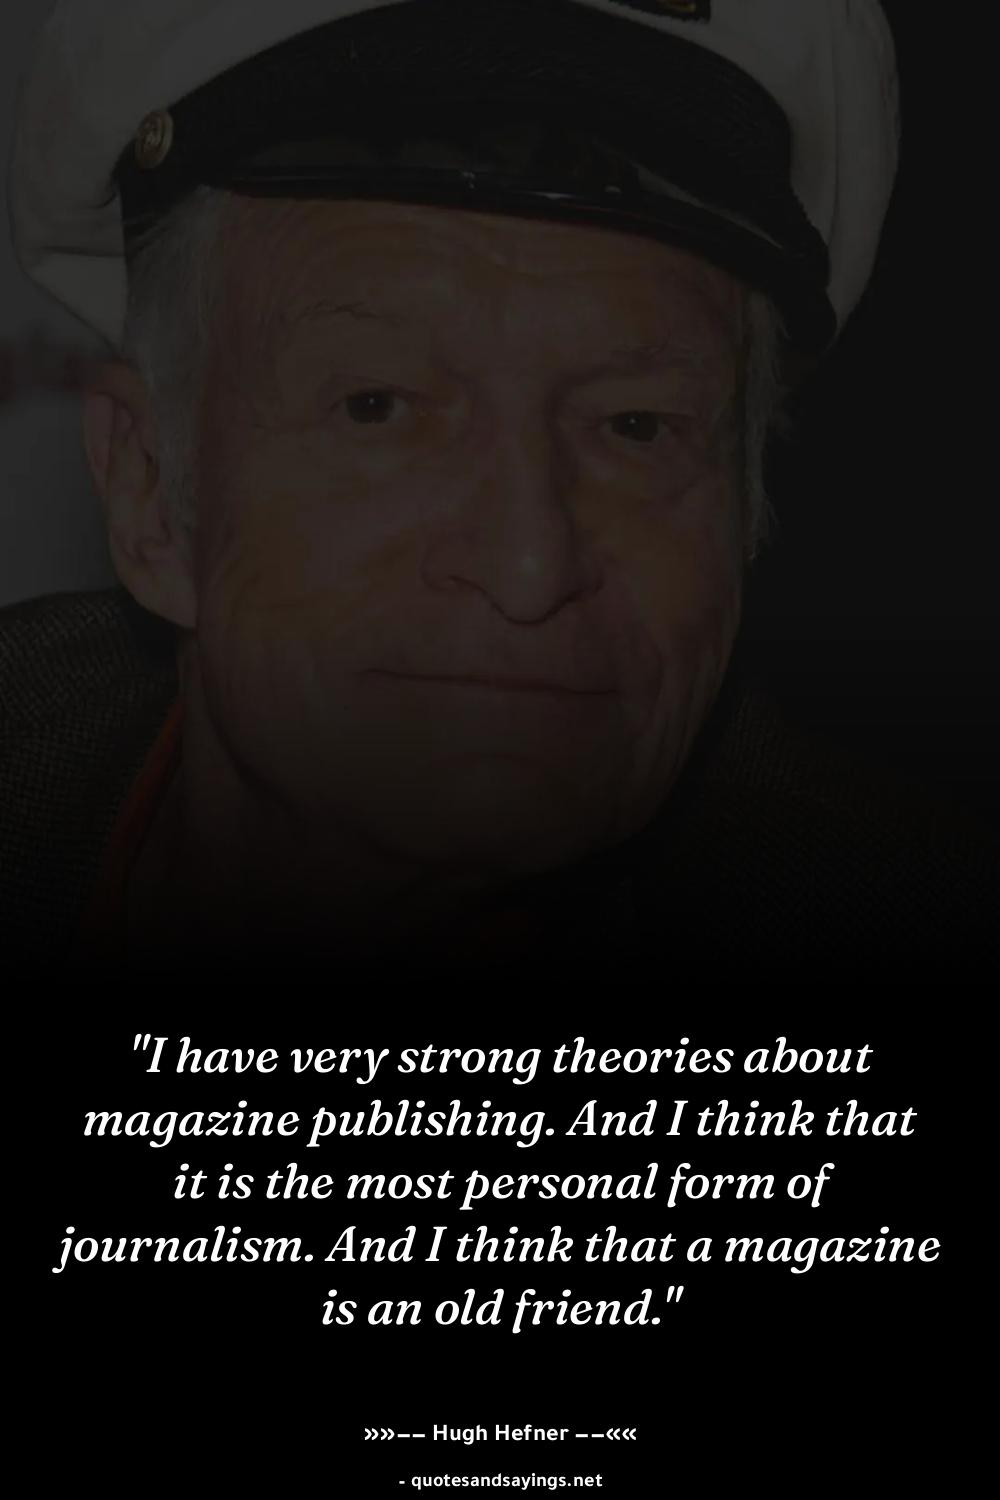 "I have very strong theories about
magazine publishing. And I think that
it is the most personal form of
journalism. And I think that a magazine
is an old friend."
»»−− Hugh Hefner −−««
- quotesandsayings.net